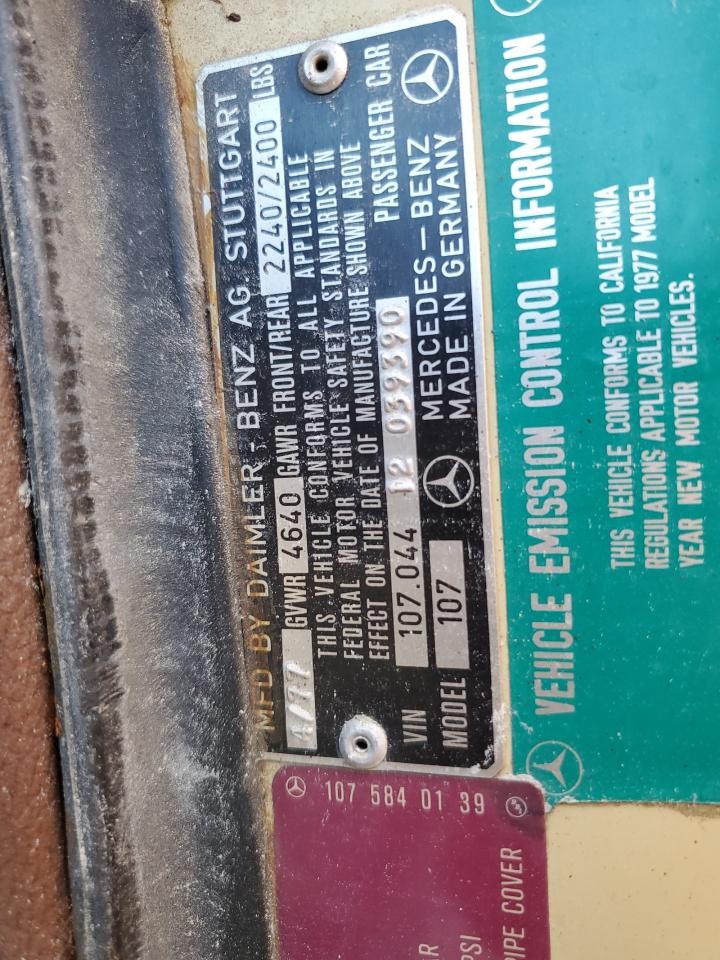 MFD BY DAIMLER-BENZ AG STUTTGART
4/77 GVWR 4640 GAWR FRONT/REAR 2240/2400 LBS
THIS VEHICLE CONFORMS TO ALL APPLICABLE
FEDERAL MOTOR VEHICLE SAFETY STANDARDS IN
EFFECT ON THE DATE OF MANUFACTURE SHOWN ABOVE
VIN 107.044 12 039390 PASSENGER CAR
MODEL 107 MERCEDES-BENZ
MADE IN GERMANY
VEHICLE EMISSION CONTROL INFORMATION
THIS VEHICLE CONFORMS TO CALIFORNIA
REGULATIONS APPLICABLE TO 1977 MODEL
YEAR NEW MOTOR VEHICLES.
107 584 01 39
PSI
PIPE COVER